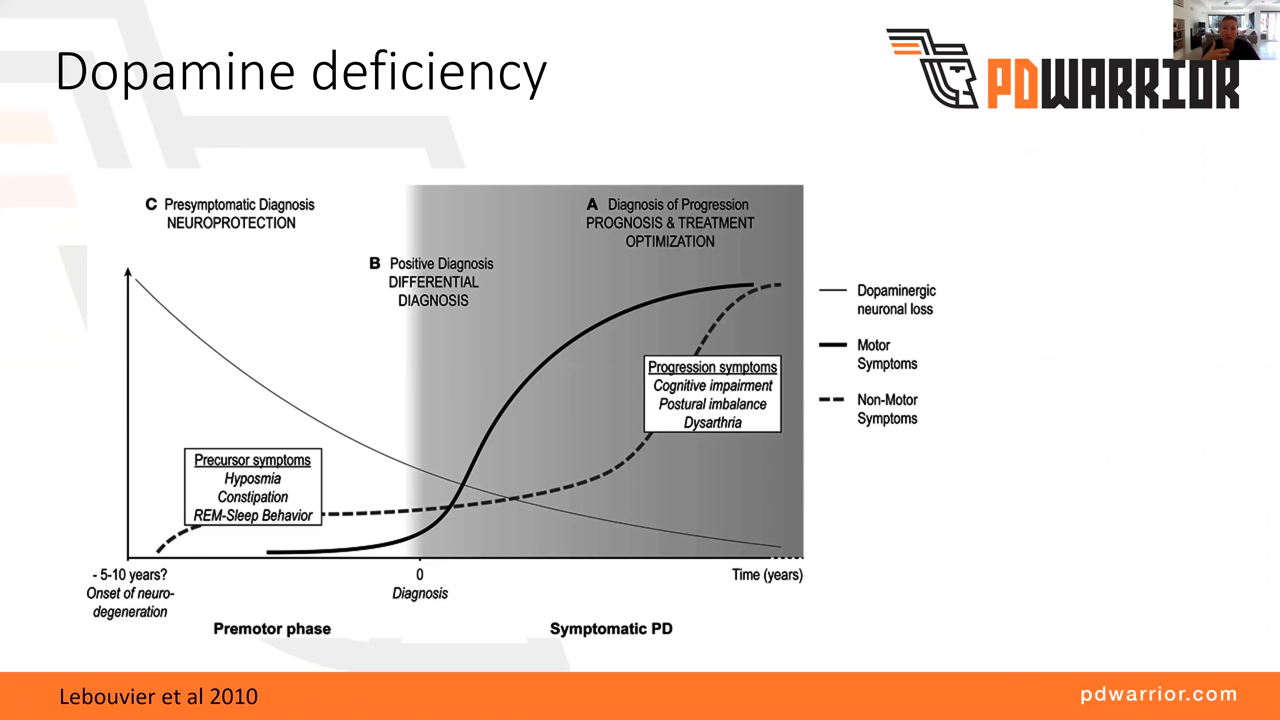 Dopamine deficiency
PDWARRIOR
C Presymptomatic Diagnosis
NEUROPROTECTION
A Diagnosis of Progression
PROGNOSIS & TREATMENT
OPTIMIZATION
B Positive Diagnosis
DIFFERENTIAL
DIAGNOSIS
Dopaminergic
neuronal loss
Motor
Symptoms
Non-Motor
Symptoms
Progression symptoms
Cognitive impairment
Postural imbalance
Dysarthria
Precursor symptoms
Hyposmia
Constipation
REM-Sleep Behavior
- 5-10 years?
Onset of neuro-
degeneration
0
Diagnosis
Time (years)
Premotor phase
Symptomatic PD
Lebouvier et al 2010
pdwarrior.com